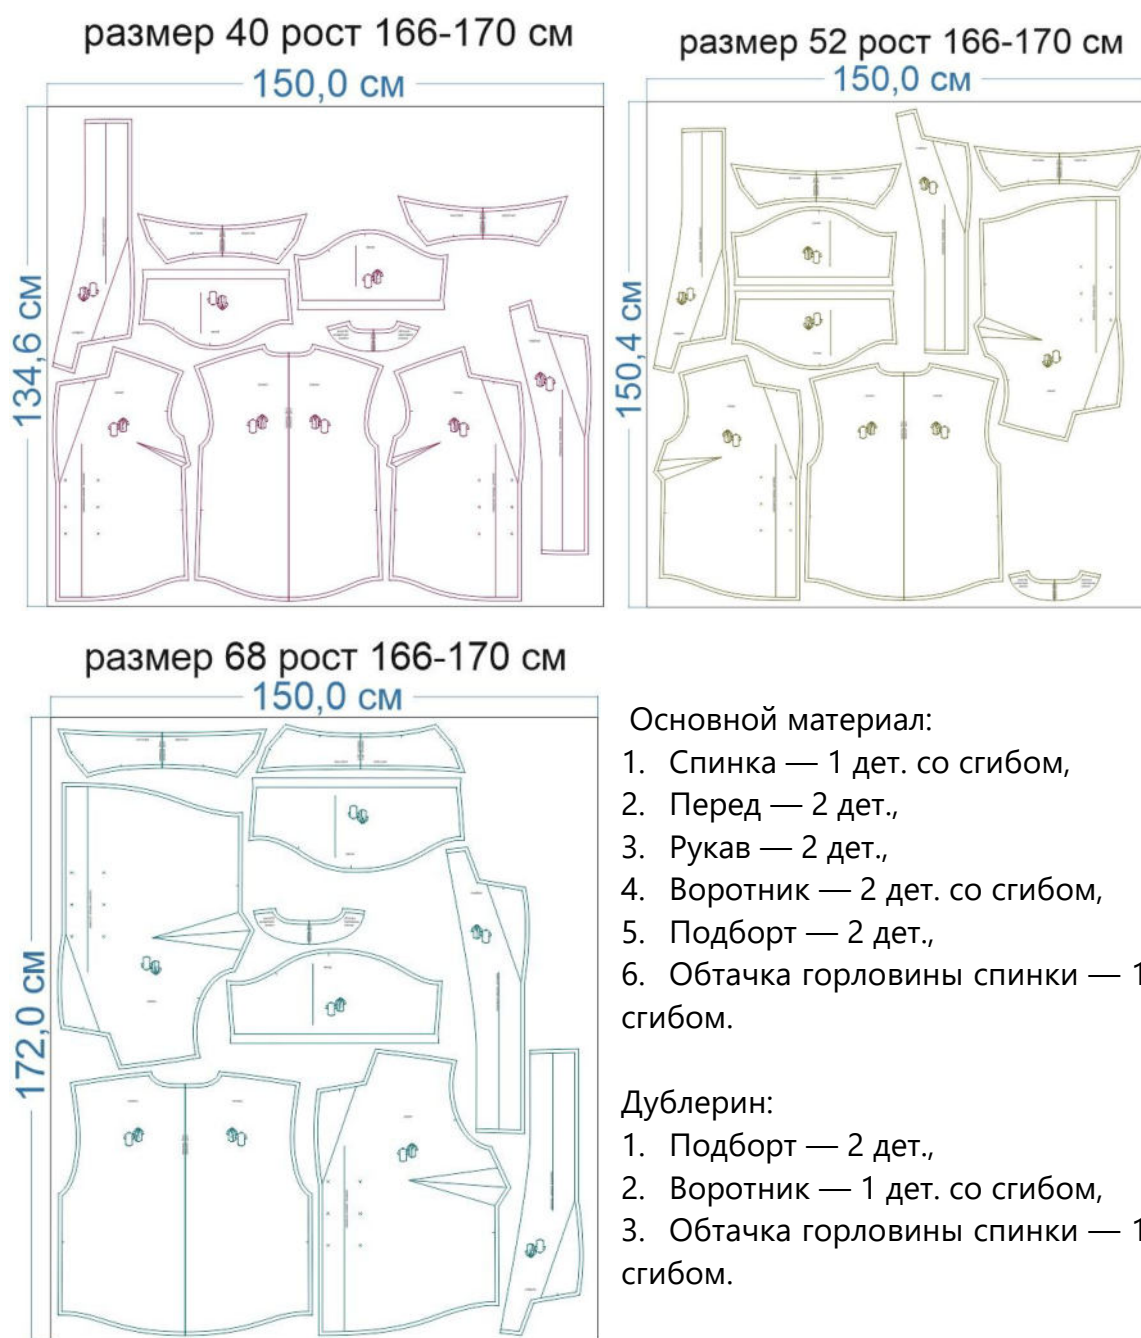 размер 40 рост 166-170 см
150,0 см
134,6 см
размер 52 рост 166-170 см
150,0 см
150,4 см
размер 68 рост 166-170 см
150,0 см
172,0 см
Основной материал:
1. Спинка — 1 дет. со сгибом,
2. Перед — 2 дет.,
3. Рукав — 2 дет.,
4. Воротник — 2 дет. со сгибом,
5. Подборт — 2 дет.,
6. Обтачка горловины спинки — 1
сгибом.
Дублерин:
1. Подборт — 2 дет.,
2. Воротник — 1 дет. со сгибом,
3. Обтачка горловины спинки — 1
сгибом.